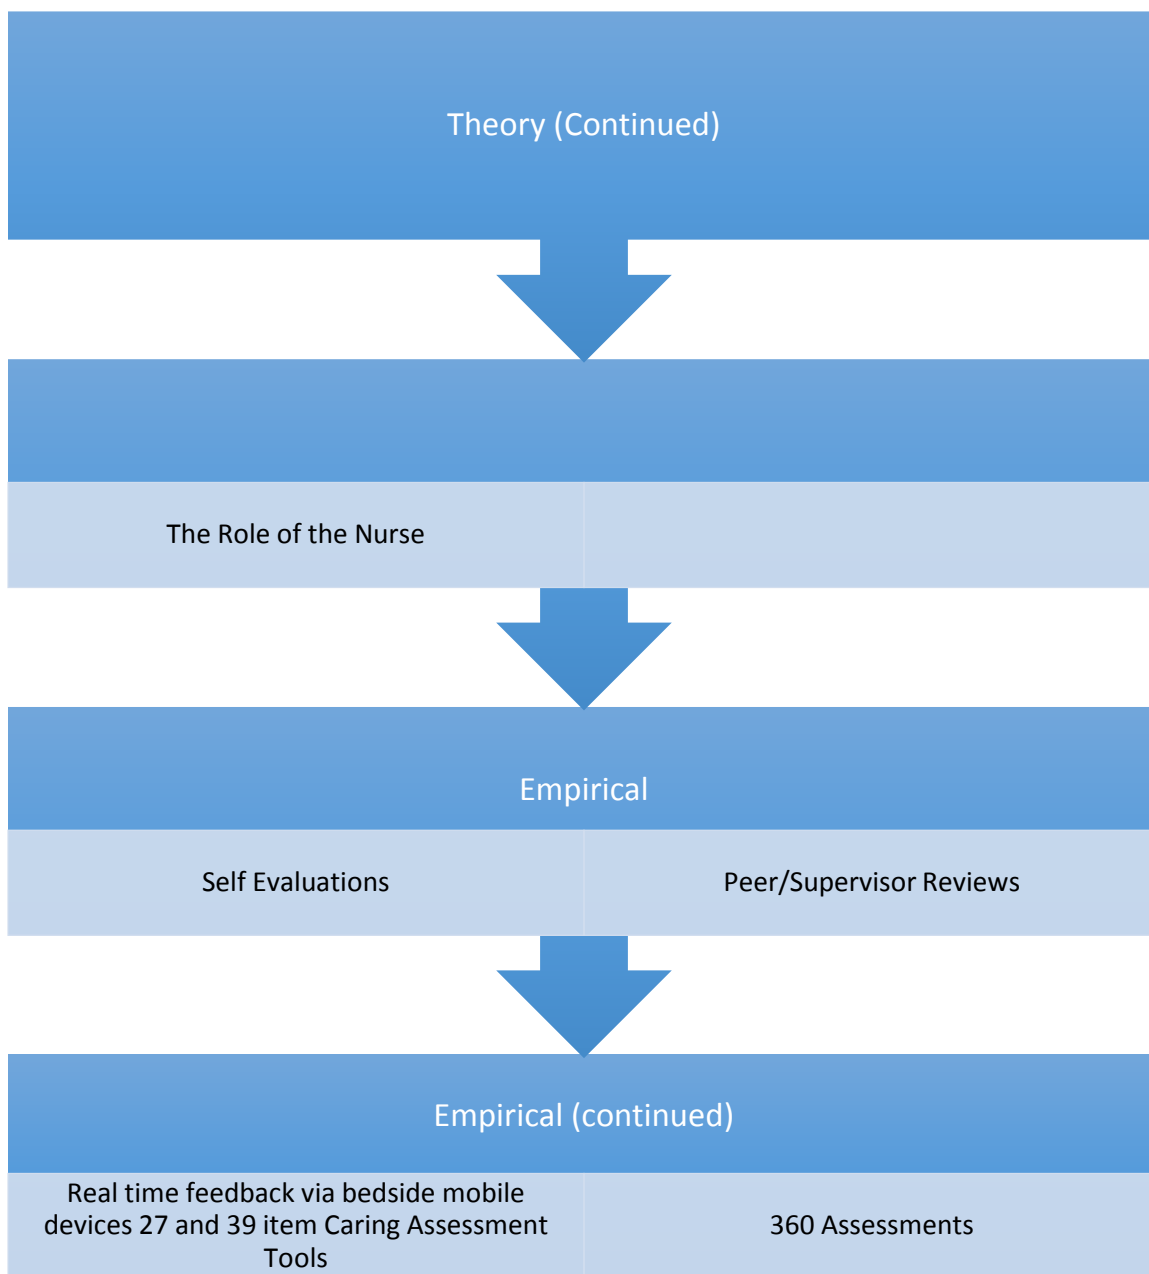 Theory (Continued)
The Role of the Nurse
Empirical
Self Evaluations
Peer/Supervisor Reviews
Empirical (continued)
Real time feedback via bedside mobile
devices 27 and 39 item Caring Assessment
Tools
360 Assessments